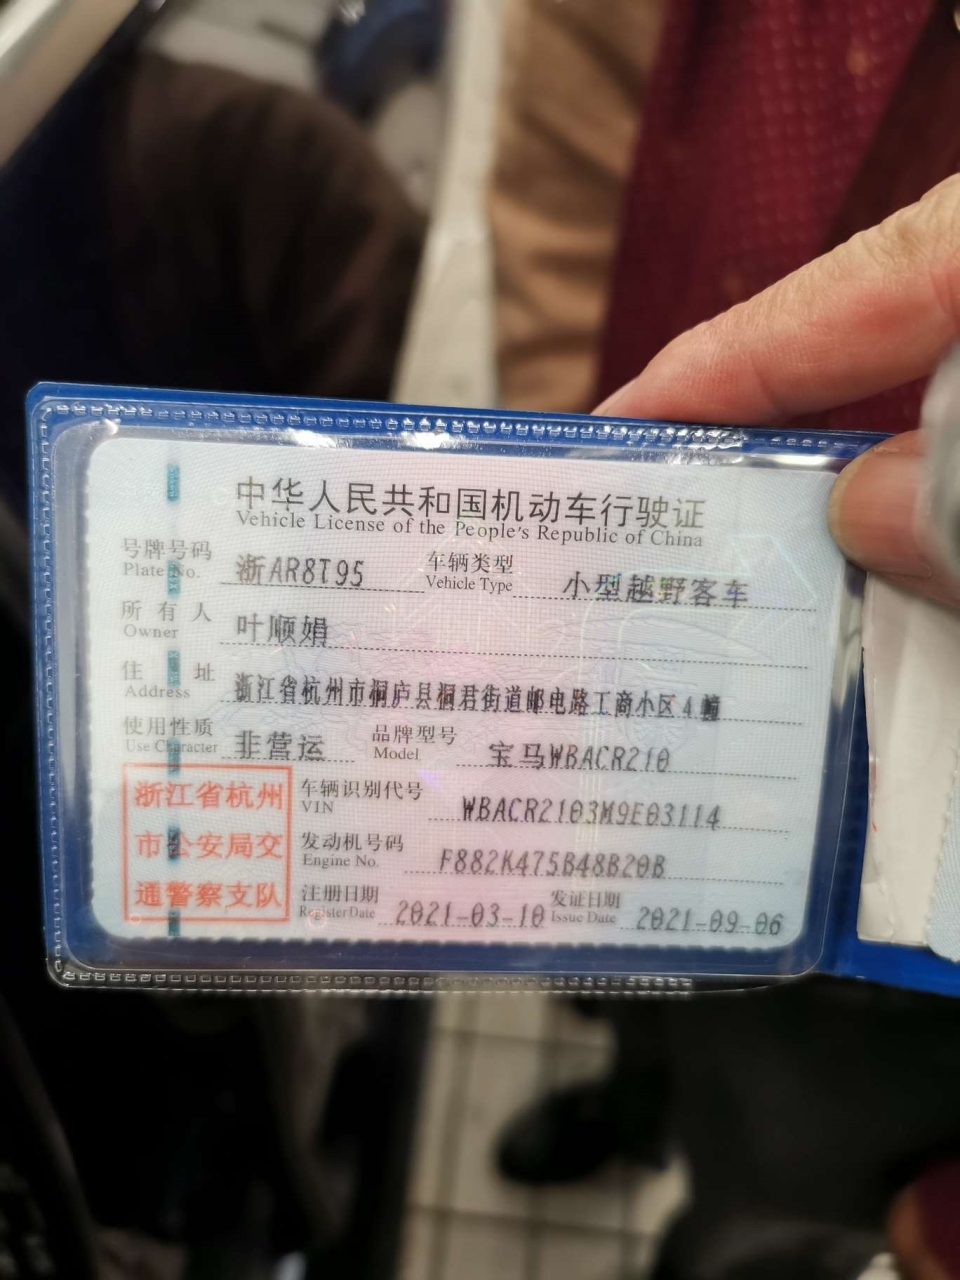 中华人民共和国机动车行驶证
Vehicle License of the People's Republic of China
号牌号码 浙AR8T95 车辆类型 小型越野客车
Plate No. Vehicle Type
所有人 叶顺娟
Owner
住址 浙江省杭州市桐庐县桐君街道邮电路工商小区4幢
Address
使用性质 非营运 品牌型号 宝马WBACR210
Use Character Model
浙江省杭州
市公安局交
通警察支队
车辆识别代号 WBACR2103M9E03114
VIN
发动机号码 F882K475B48B20B
Engine No.
注册日期 2021-03-10 发证日期 2021-09-06
Register Date Issue Date